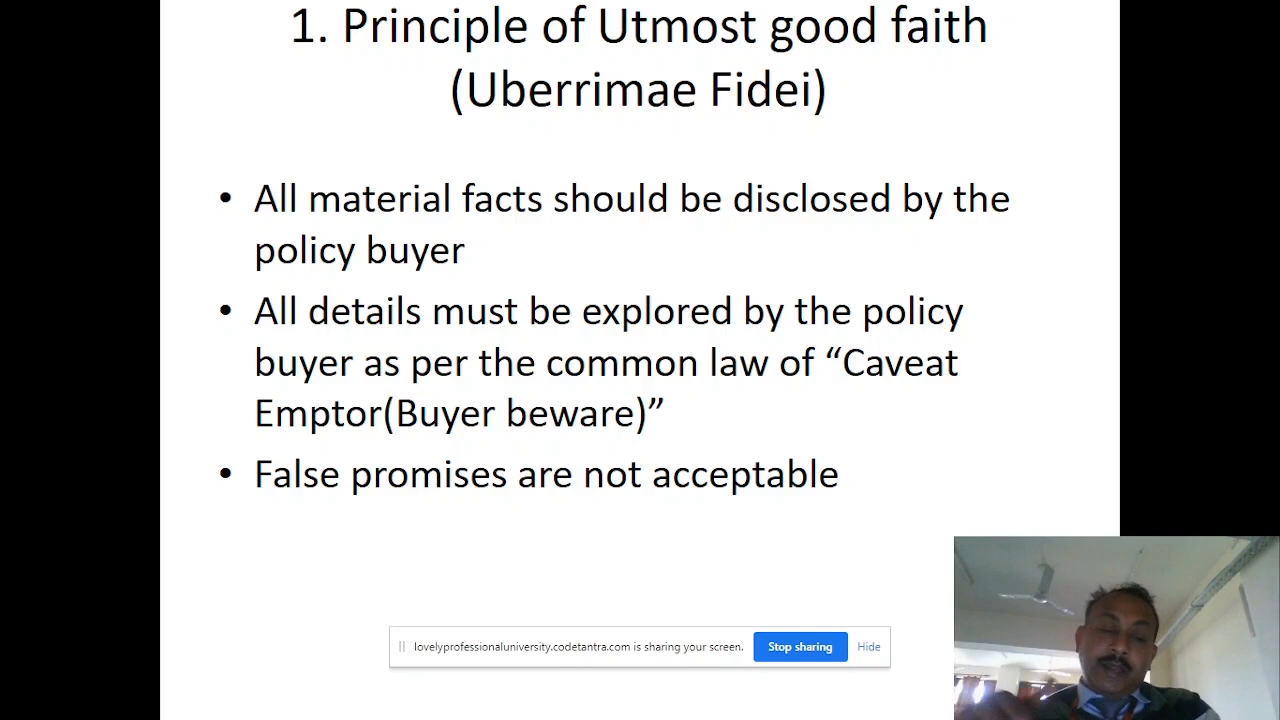 1. Principle of Utmost good faith
(Uberrimae Fidei)
• All material facts should be disclosed by the
policy buyer
• All details must be explored by the policy
buyer as per the common law of “Caveat
Emptor(Buyer beware)”
• False promises are not acceptable
lovelyprofessionaluniversity.codetantra.com is sharing your screen.
Stop sharing
Hide